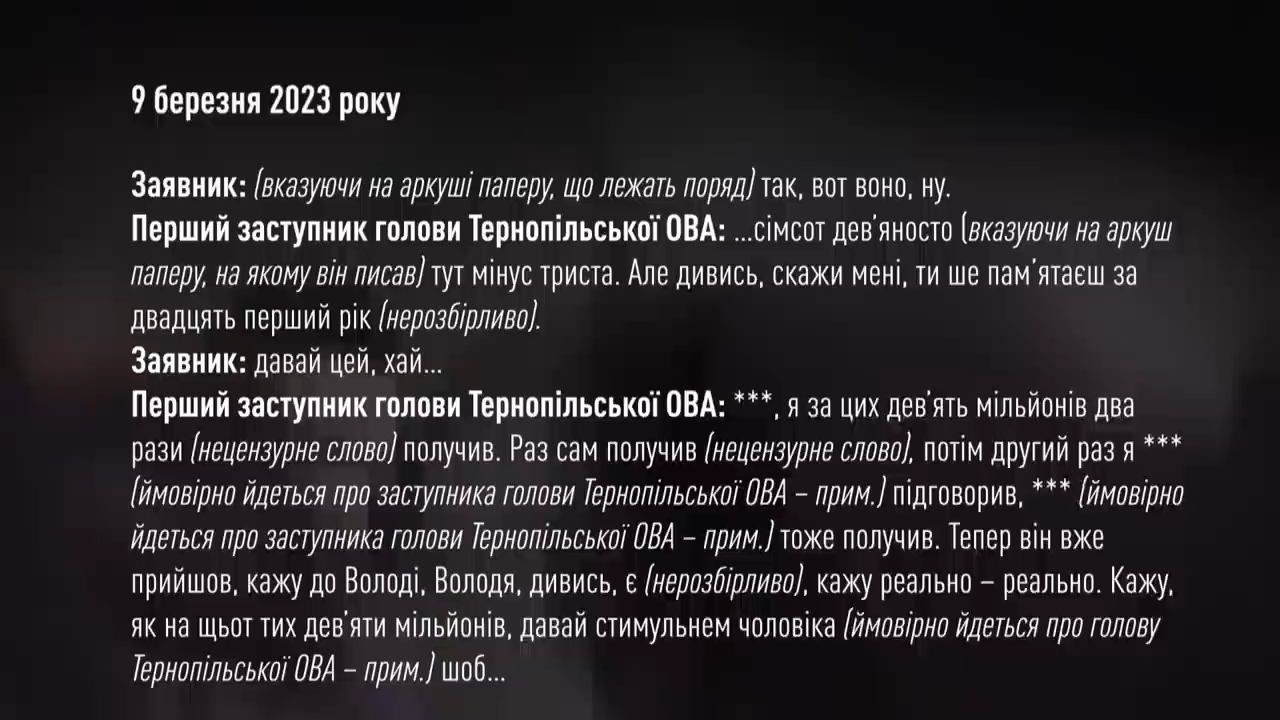 9 березня 2023 року
Заявник: (вказуючи на аркуші паперу, що лежать поряд) так, вот воно, ну.
Перший заступник голови Тернопільської ОВА: ...сімсот дев'яносто (вказуючи на аркуш
паперу, на якому він писав) тут мінус триста. Але дивись, скажи мені, ти ше пам'ятаєш за
двадцять перший рік (нерозбірливо).
Заявник: давай цей, хай...
Перший заступник голови Тернопільської ОВА: ***, я за цих дев'ять мільйонів два
рази (нецензурне слово) получив. Раз сам получив (нецензурне слово), потім другий раз я ***
(ймовірно йдеться про заступника голови Тернопільської ОВА – прим.) підговорив, *** (ймовірно
йдеться про заступника голови Тернопільської ОВА – прим.) тоже получив. Тепер він вже
прийшов, кажу до Володі, Володя, дивись, є (нерозбірливо), кажу реально – реально. Кажу,
як на щьот тих дев'яти мільйонів, давай стимульнем чоловіка (ймовірно йдеться про голову
Тернопільської ОВА – прим.) шоб...